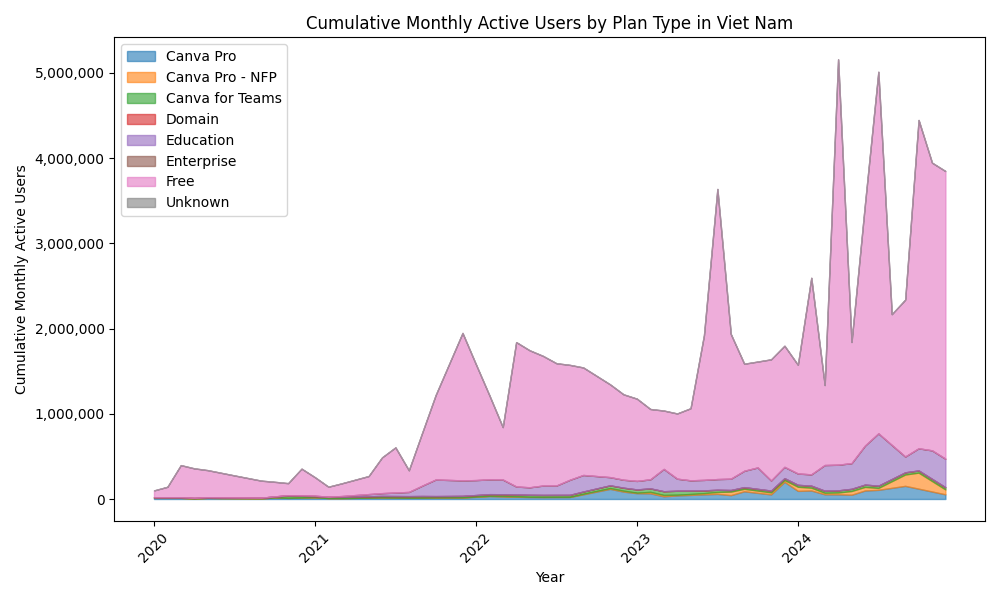 Cumulative Monthly Active Users by Plan Type in Viet Nam
Canva Pro
Canva Pro - NFP
Canva for Teams
Domain
Education
Enterprise
Free
Unknown
Cumulative Monthly Active Users
5,000,000
4,000,000
3,000,000
2,000,000
1,000,000
0
2020
2021
2022
2023
2024
Year